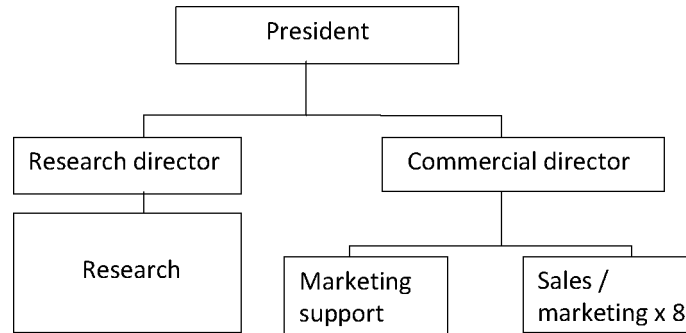 President
Research director
Commercial director
Research
Marketing
support
Sales /
marketing x 8